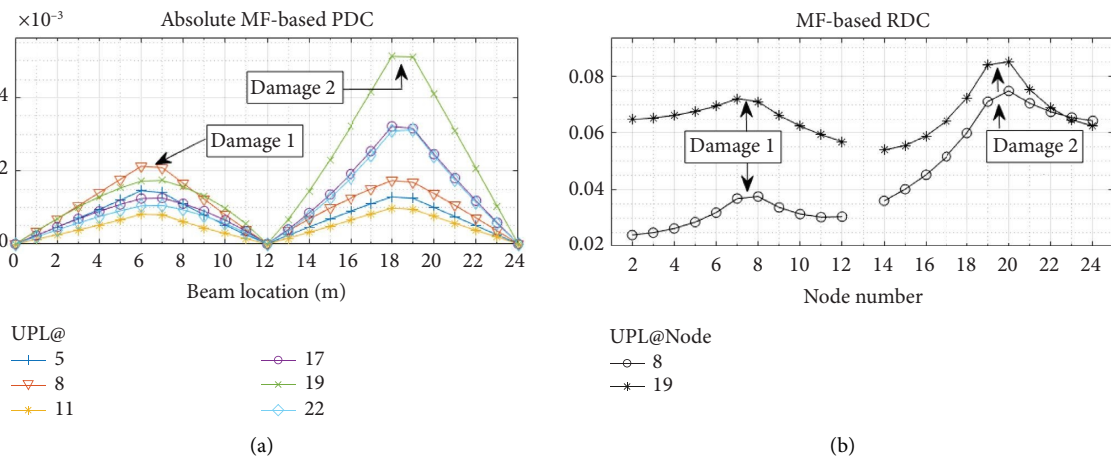 ×10⁻³
Absolute MF-based PDC
4
2
0
Damage 1
Damage 2
0 2 4 6 8 10 12 14 16 18 20 22 24
Beam location (m)
UPL@
5
8
11
17
19
22
(a)
MF-based RDC
0.08
0.06
0.04
0.02
Damage 1
Damage 2
2 4 6 8 10 12 14 16 18 20 22 24
Node number
UPL@Node
8
19
(b)